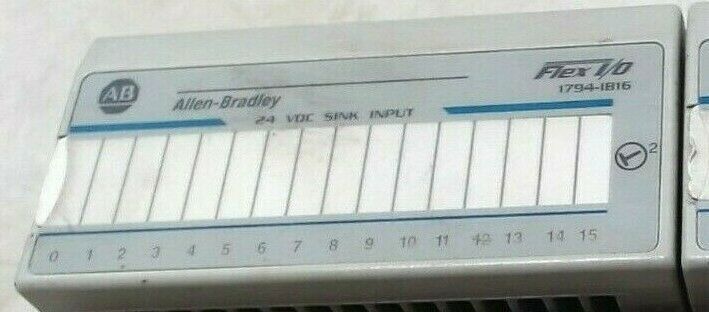 AB
Allen-Bradley
Flex I/O
1794-IB16
24 VDC SINK INPUT
2
0 1 2 3 4 5 6 7 8 9 10 11 12 13 14 15